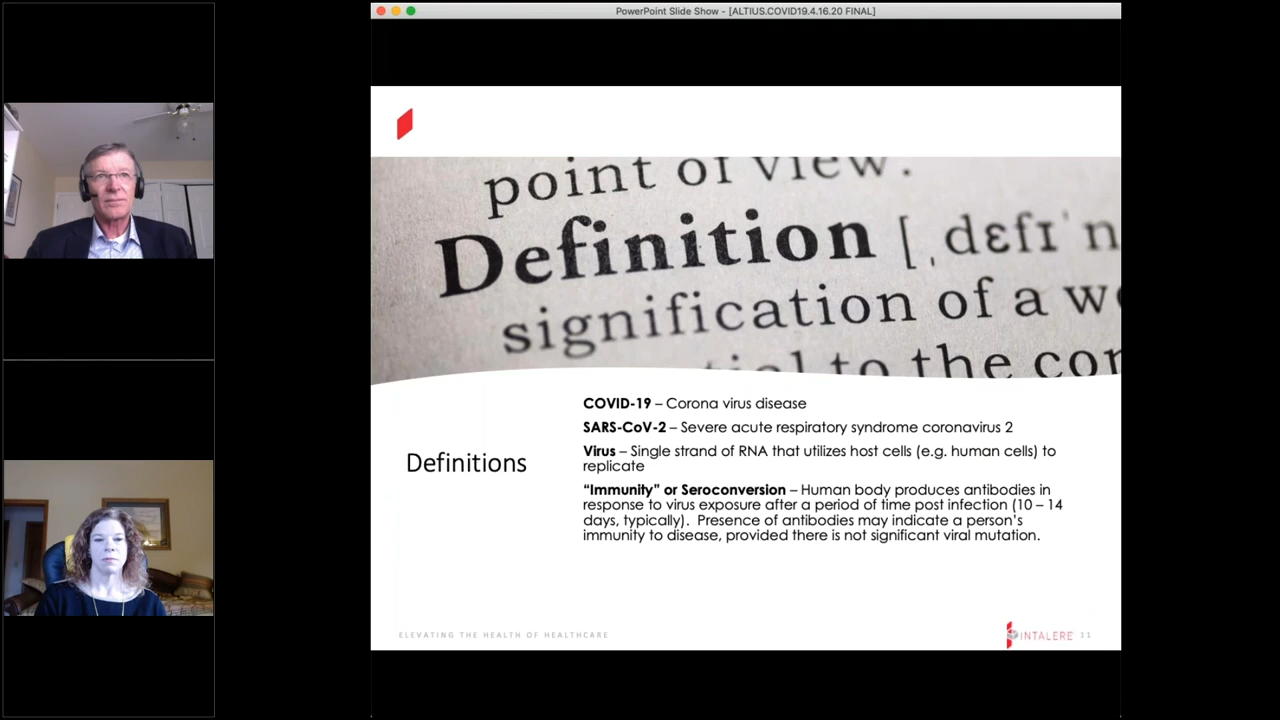 PowerPoint Slide Show - [ALTIUS.COVID19.4.16.20 FINAL]
point of view.
Definition [ˌdɛfɪˈn
signification of a w
to the cor
COVID-19 – Corona virus disease
SARS-CoV-2 – Severe acute respiratory syndrome coronavirus 2
Virus – Single strand of RNA that utilizes host cells (e.g. human cells) to
replicate
Definitions
“Immunity” or Seroconversion – Human body produces antibodies in
response to virus exposure after a period of time post infection (10 – 14
days, typically). Presence of antibodies may indicate a person’s
immunity to disease, provided there is not significant viral mutation.
ELEVATING THE HEALTH OF HEALTHCARE
INTALERE 11